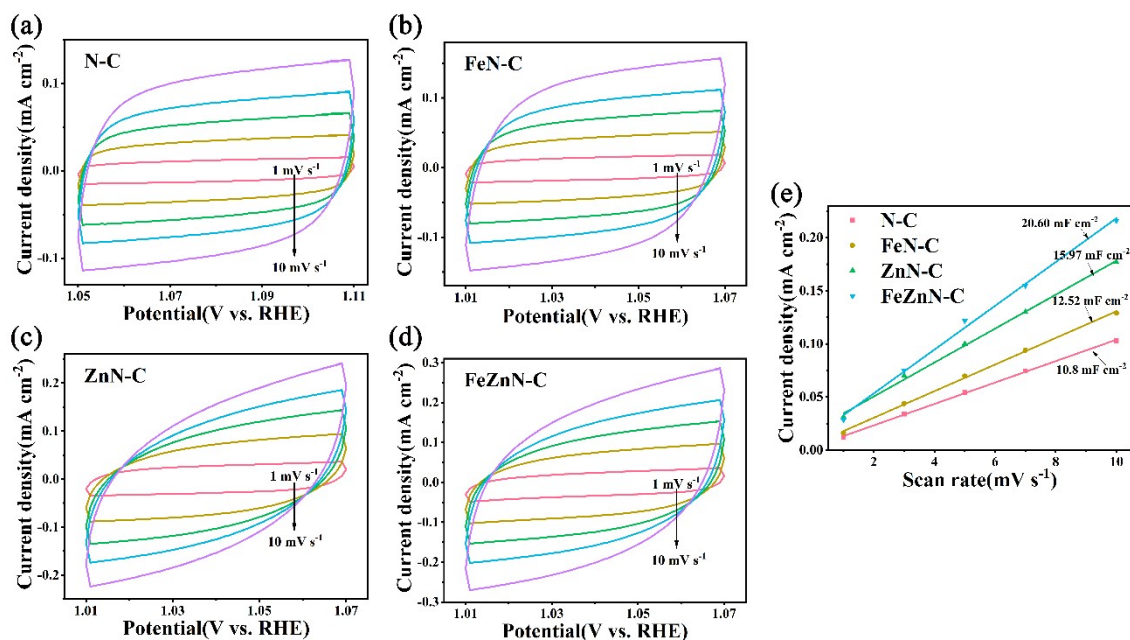 (a)
N-C
Current density(mA cm⁻²)
0.1
0.0
-0.1
1 mV s⁻¹
10 mV s⁻¹
1.05
1.07
1.09
1.11
Potential(V vs. RHE)
(b)
FeN-C
Current density(mA cm⁻²)
0.1
0.0
-0.1
1 mV s⁻¹
10 mV s⁻¹
1.01
1.03
1.05
1.07
Potential(V vs. RHE)
(c)
ZnN-C
Current density(mA cm⁻²)
0.2
0.1
0.0
-0.1
-0.2
1 mV s⁻¹
10 mV s⁻¹
1.01
1.03
1.05
1.07
Potential(V vs. RHE)
(d)
FeZnN-C
Current density(mA cm⁻²)
0.3
0.2
0.1
0.0
-0.1
-0.2
-0.3
1 mV s⁻¹
10 mV s⁻¹
1.01
1.03
1.05
1.07
Potential(V vs. RHE)
(e)
N-C
FeN-C
ZnN-C
FeZnN-C
20.60 mF cm⁻²
15.97 mF cm⁻²
12.52 mF cm⁻²
10.8 mF cm⁻²
Current density(mA cm⁻²)
0.20
0.15
0.10
0.05
0.00
2
4
6
8
10
Scan rate(mV s⁻¹)